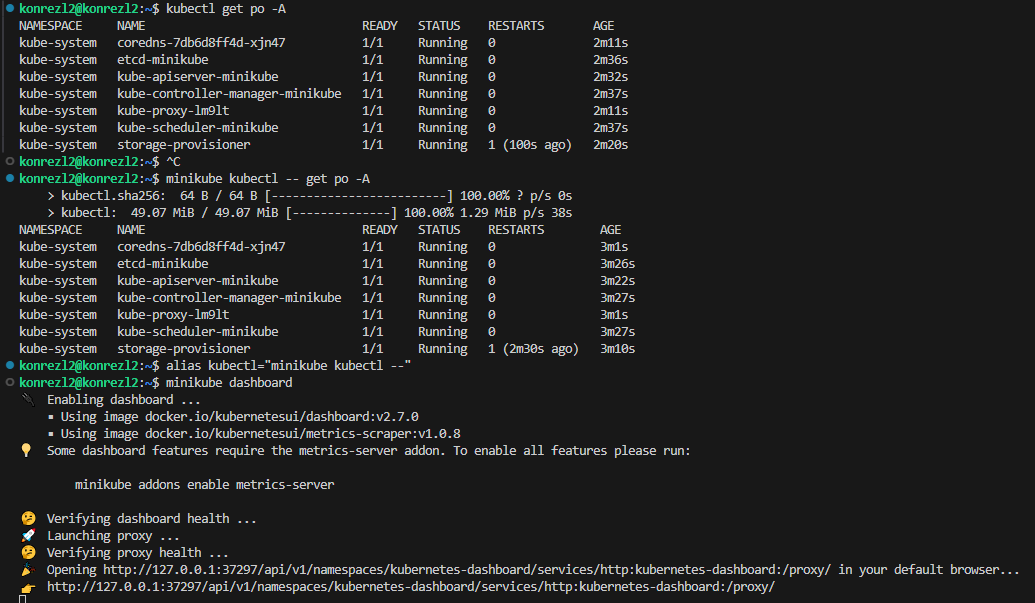 konrezl2@konrezl2:~$ kubectl get po -A
NAMESPACE     NAME                               READY   STATUS    RESTARTS       AGE
kube-system   coredns-7db6d8ff4d-xjn47           1/1     Running   0              2m11s
kube-system   etcd-minikube                      1/1     Running   0              2m36s
kube-system   kube-apiserver-minikube            1/1     Running   0              2m32s
kube-system   kube-controller-manager-minikube   1/1     Running   0              2m37s
kube-system   kube-proxy-lm9lt                   1/1     Running   0              2m11s
kube-system   kube-scheduler-minikube            1/1     Running   0              2m37s
kube-system   storage-provisioner                1/1     Running   1 (100s ago)   2m20s
konrezl2@konrezl2:~$ ^C
konrezl2@konrezl2:~$ minikube kubectl -- get po -A
    > kubectl.sha256:  64 B / 64 B [-------------------------] 100.00% ? p/s 0s
    > kubectl:  49.07 MiB / 49.07 MiB [--------------] 100.00% 1.29 MiB p/s 38s
NAMESPACE     NAME                               READY   STATUS    RESTARTS        AGE
kube-system   coredns-7db6d8ff4d-xjn47           1/1     Running   0               3m1s
kube-system   etcd-minikube                      1/1     Running   0               3m26s
kube-system   kube-apiserver-minikube            1/1     Running   0               3m22s
kube-system   kube-controller-manager-minikube   1/1     Running   0               3m27s
kube-system   kube-proxy-lm9lt                   1/1     Running   0               3m1s
kube-system   kube-scheduler-minikube            1/1     Running   0               3m27s
kube-system   storage-provisioner                1/1     Running   1 (2m30s ago)   3m10s
konrezl2@konrezl2:~$ alias kubectl="minikube kubectl --"
konrezl2@konrezl2:~$ minikube dashboard
🔌  Enabling dashboard ...
    ▪ Using image docker.io/kubernetesui/dashboard:v2.7.0
    ▪ Using image docker.io/kubernetesui/metrics-scraper:v1.0.8
💡  Some dashboard features require the metrics-server addon. To enable all features please run:
        minikube addons enable metrics-server
🤔  Verifying dashboard health ...
🚀  Launching proxy ...
🤔  Verifying proxy health ...
🎉  Opening http://127.0.0.1:37297/api/v1/namespaces/kubernetes-dashboard/services/http:kubernetes-dashboard:/proxy/ in your default browser...
👉  http://127.0.0.1:37297/api/v1/namespaces/kubernetes-dashboard/services/http:kubernetes-dashboard:/proxy/